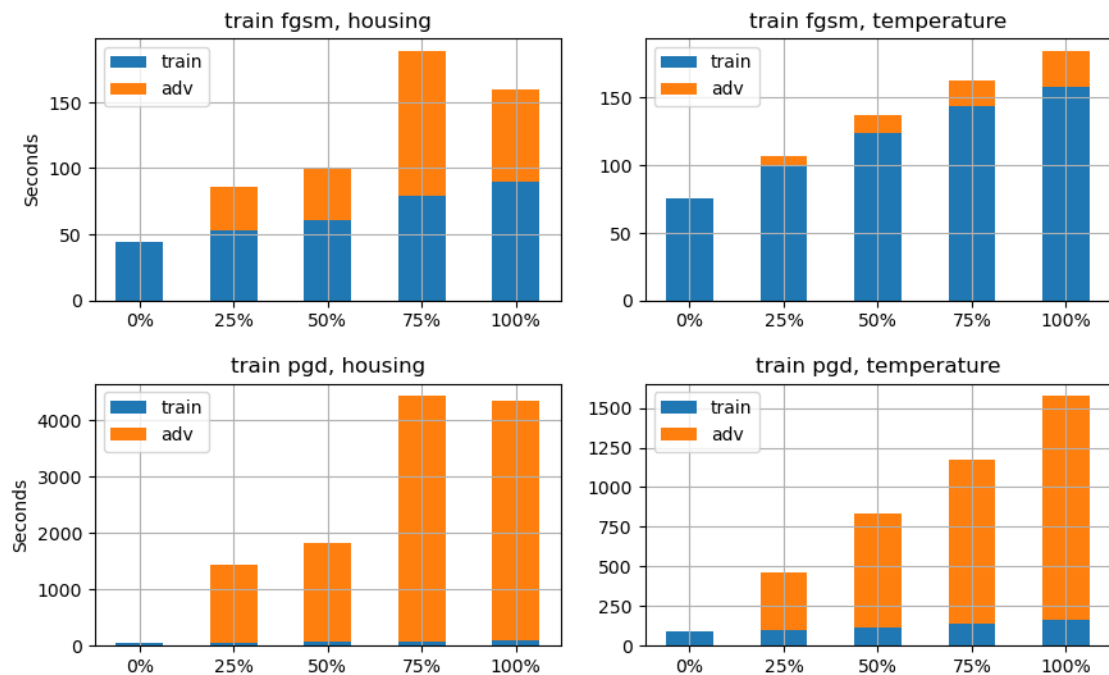 train fgsm, housing
train
adv
Seconds
150
100
50
0
0% 25% 50% 75% 100%
train fgsm, temperature
train
adv
150
100
50
0
0% 25% 50% 75% 100%
train pgd, housing
train
adv
Seconds
4000
3000
2000
1000
0
0% 25% 50% 75% 100%
train pgd, temperature
train
adv
1500
1250
1000
750
500
250
0
0% 25% 50% 75% 100%